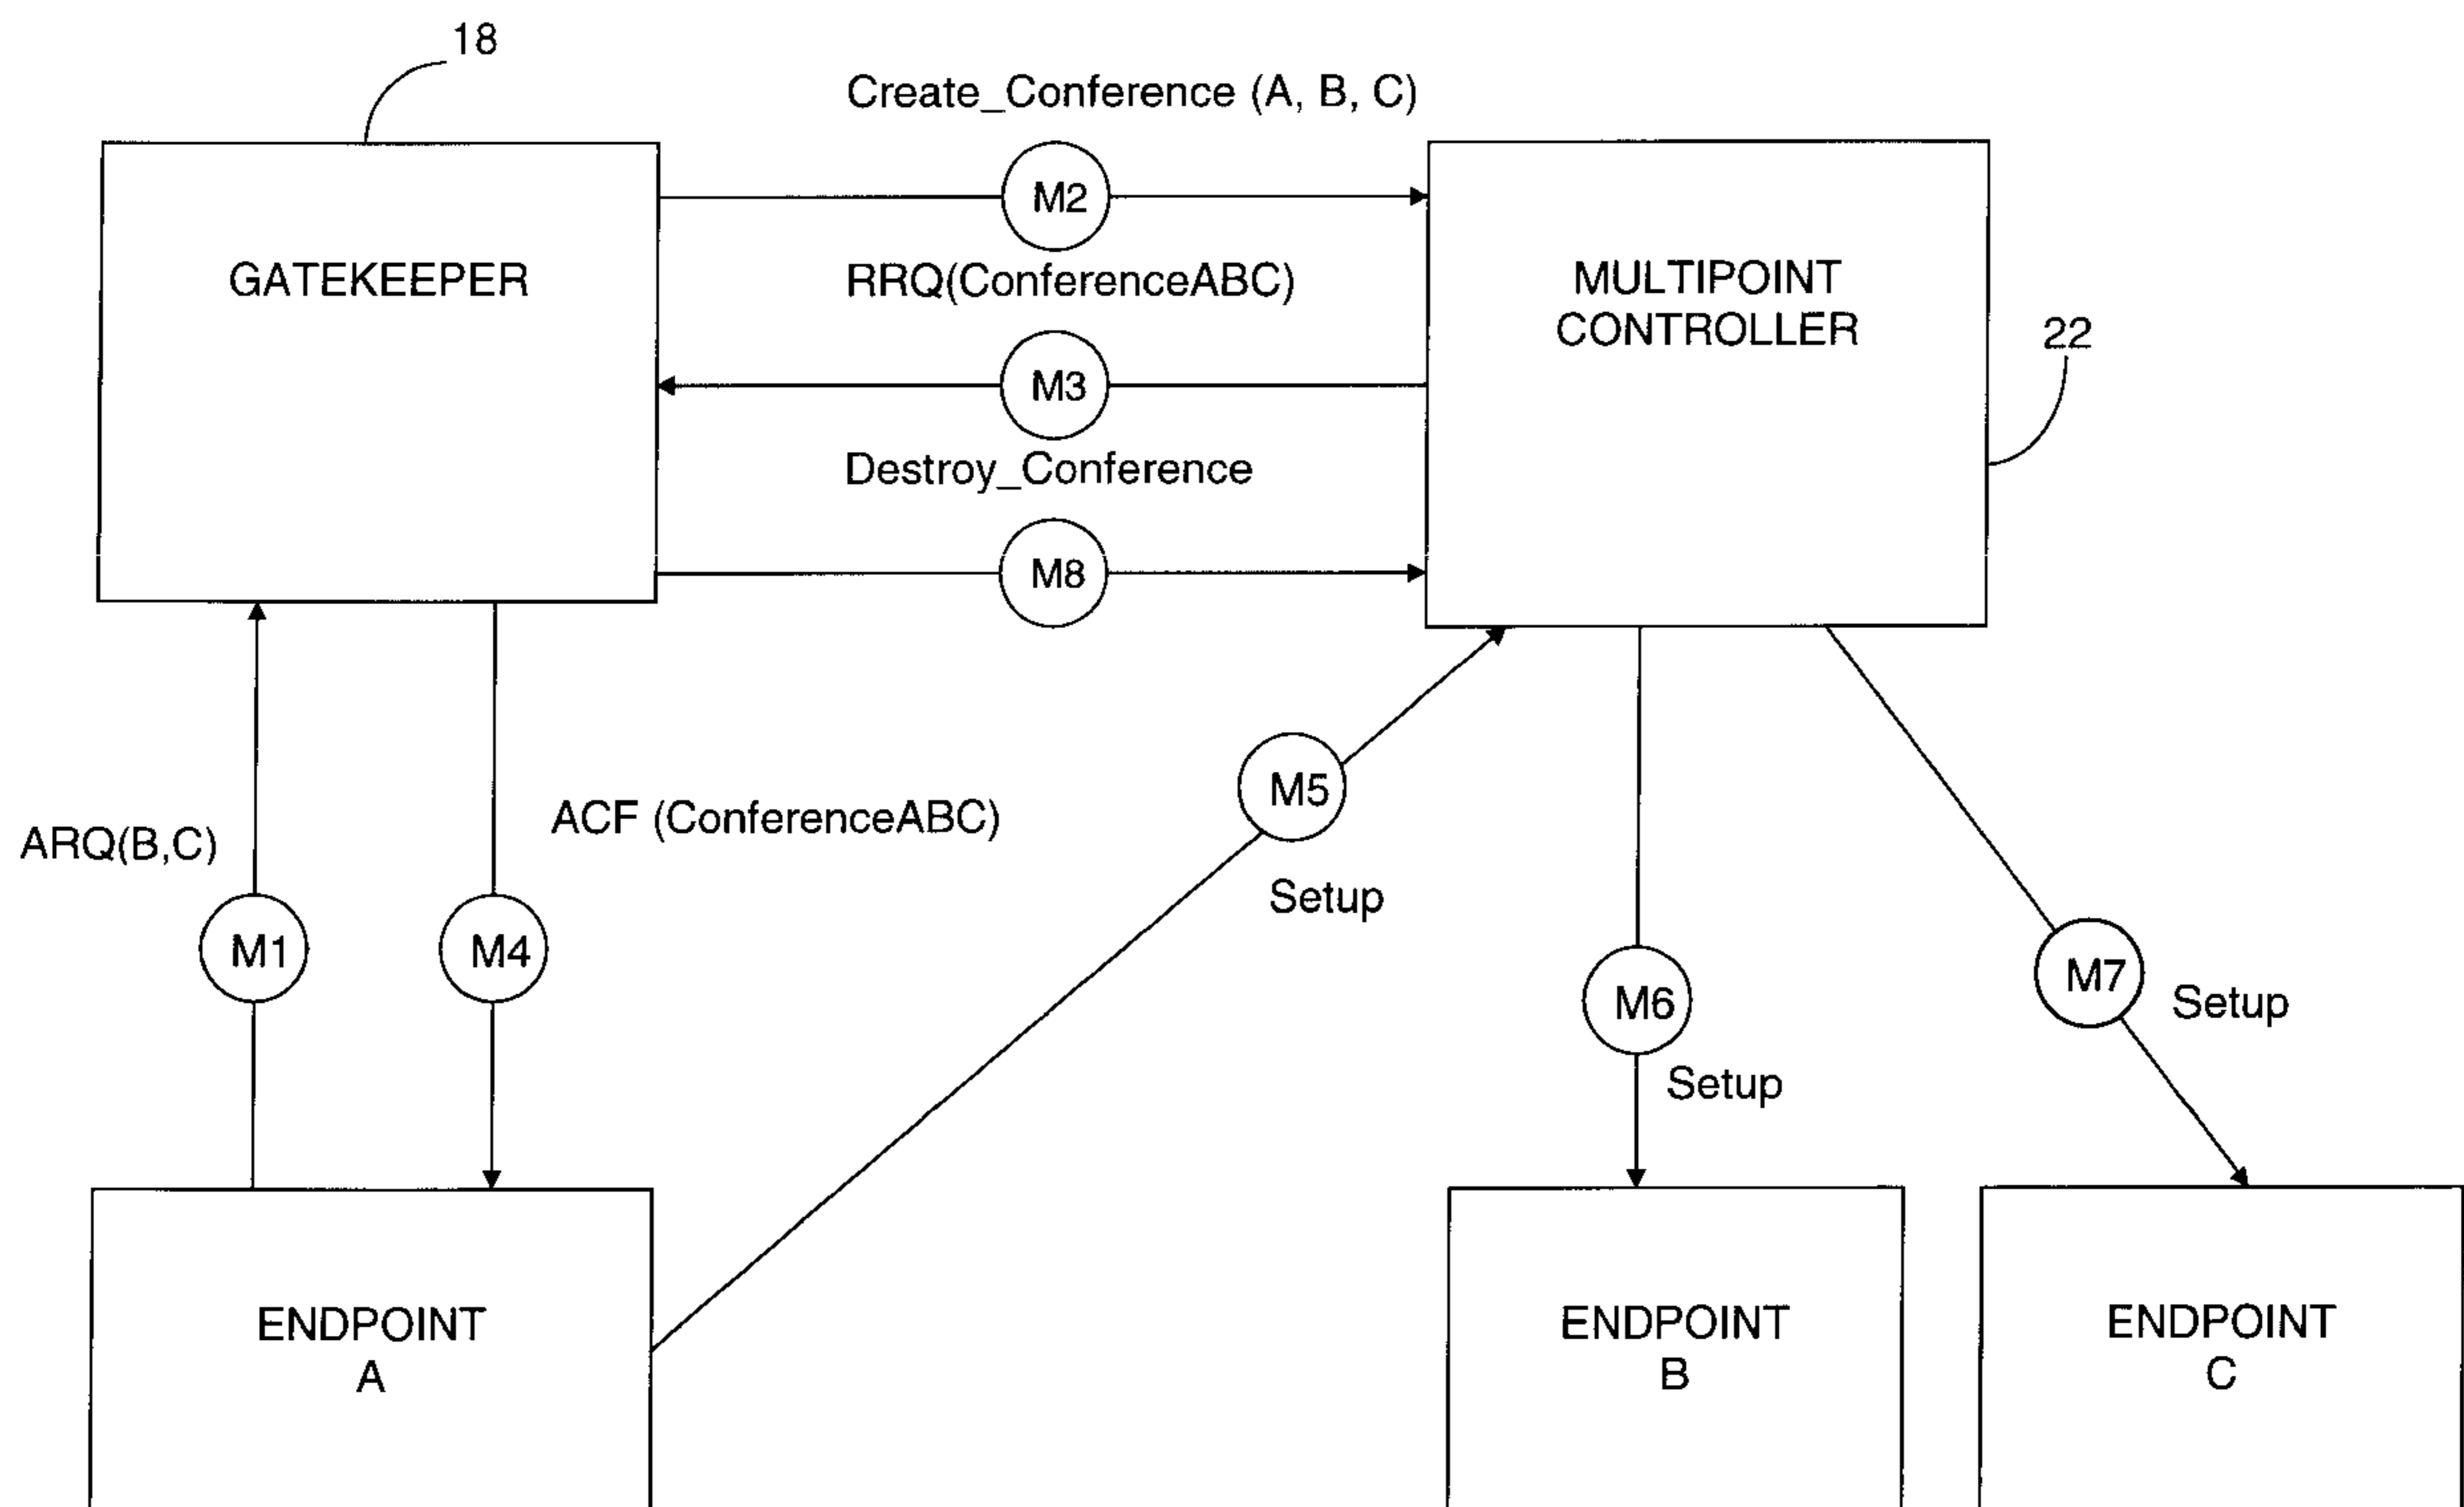 18
Create_Conference (A, B, C)
M2
GATEKEEPER
RRQ(ConferenceABC)
MULTIPOINT
CONTROLLER
22
M3
Destroy_Conference
M8
M5
ACF (ConferenceABC)
ARQ(B,C)
Setup
M1
M4
M6
M7
Setup
Setup
ENDPOINT
A
ENDPOINT
B
ENDPOINT
C